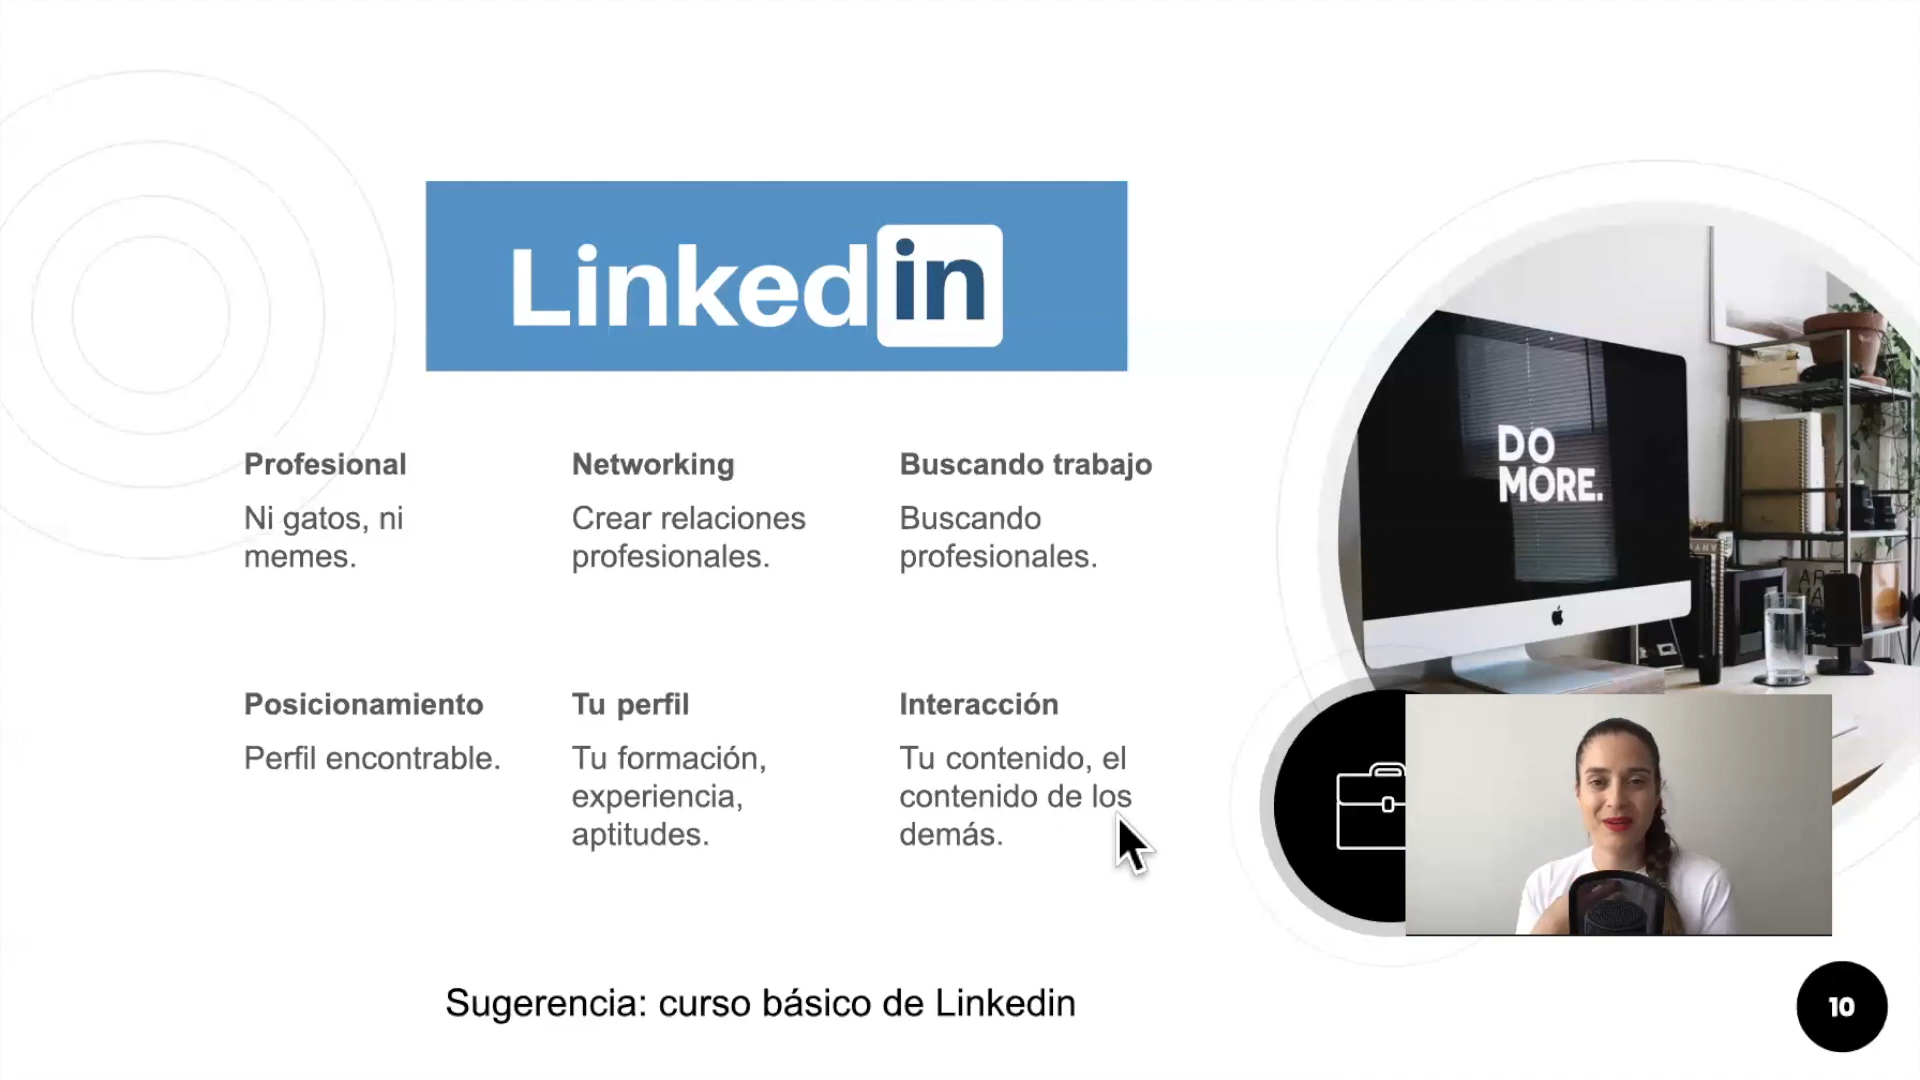 Linkedin
Profesional
Ni gatos, ni
memes.
Networking
Crear relaciones
profesionales.
Buscando trabajo
Buscando
profesionales.
Posicionamiento
Perfil encontrable.
Tu perfil
Tu formación,
experiencia,
aptitudes.
Interacción
Tu contenido, el
contenido de los
demás.
DO
MORE.
Sugerencia: curso básico de Linkedin
10